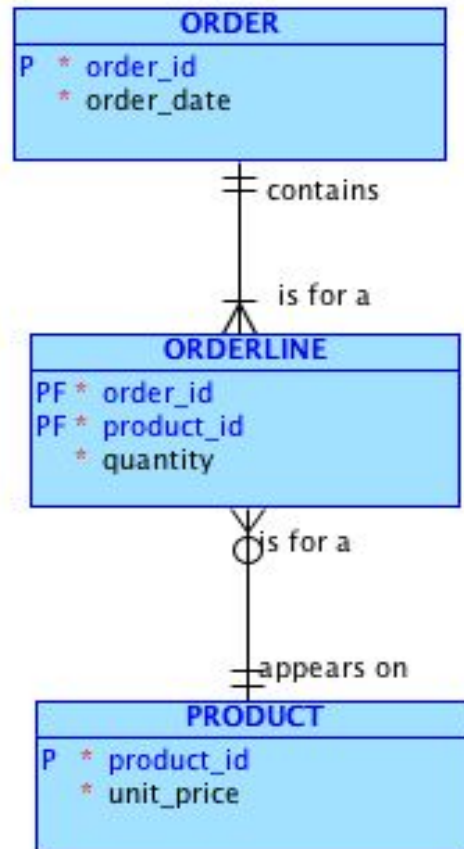 ORDER
P * order_id
* order_date
contains
is for a
ORDERLINE
PF * order_id
PF * product_id
* quantity
is for a
appears on
PRODUCT
P * product_id
* unit_price